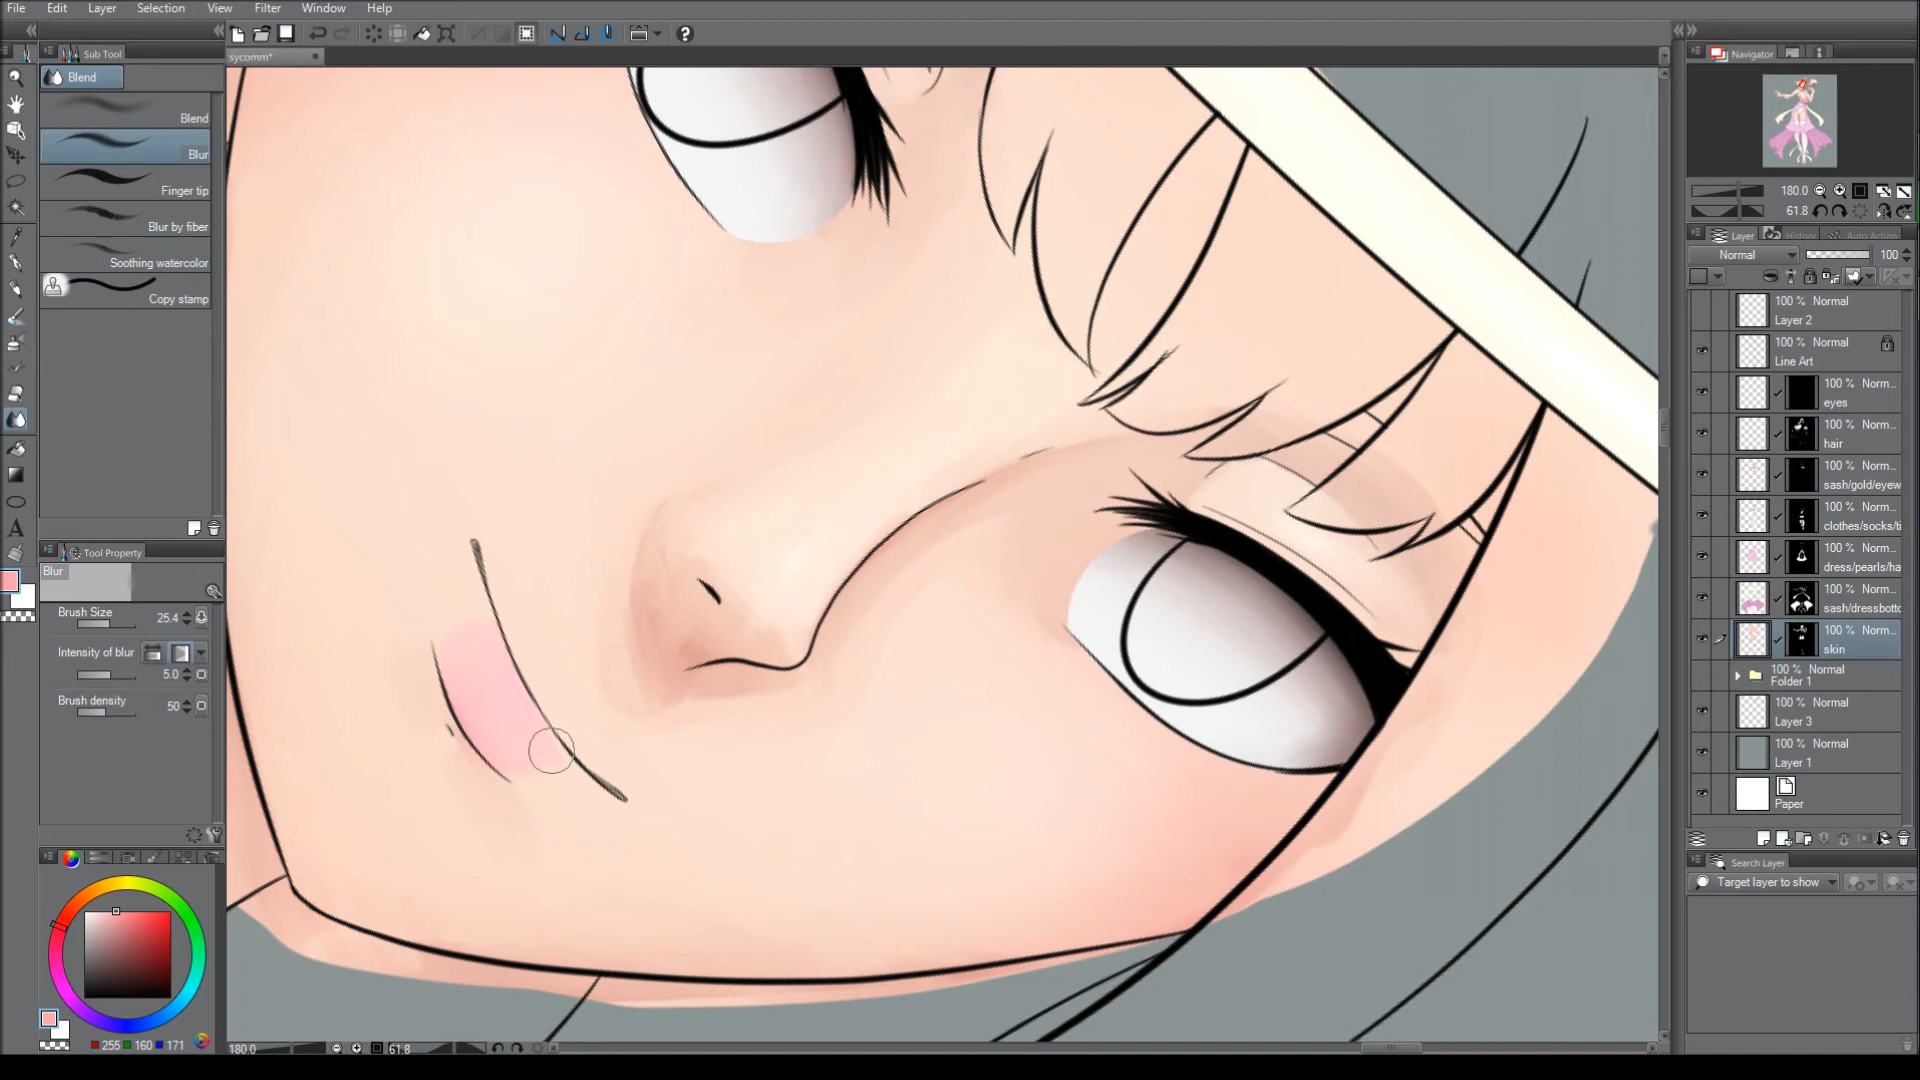 File Edit Layer Selection View Filter Window Help
Sub Tool
sycomm*
Navigator
Blend
Blend
Blur
Finger tip
Blur by fiber
Soothing watercolor
Copy stamp
180.0
61.8
Layer History Auto Action
Normal 100
100 % Normal
Layer 2
100 % Normal
Line Art
100 % Norm...
eyes
100 % Norm...
hair
100 % Norm...
sash/gold/eyew
100 % Norm...
clothes/socks/ti
100 % Norm...
dress/pearls/ha
100 % Norm...
sash/dressbotto
100 % Norm...
skin
100 % Normal
Folder 1
100 % Normal
Layer 3
100 % Normal
Layer 1
Paper
Tool Property
Blur
Brush Size 25.4
Intensity of blur
5.0
Brush density 50
A
Search Layer
Target layer to show
255 160 171
180.0 61.8